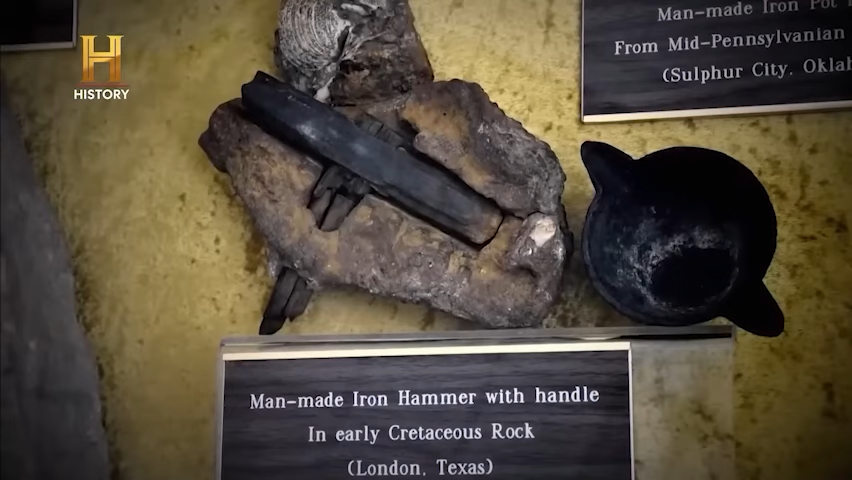 H
HISTORY
Man-made Iron Pot
From Mid-Pennsylvanian
(Sulphur City, Oklah
Man-made Iron Hammer with handle
In early Cretaceous Rock
(London, Texas)